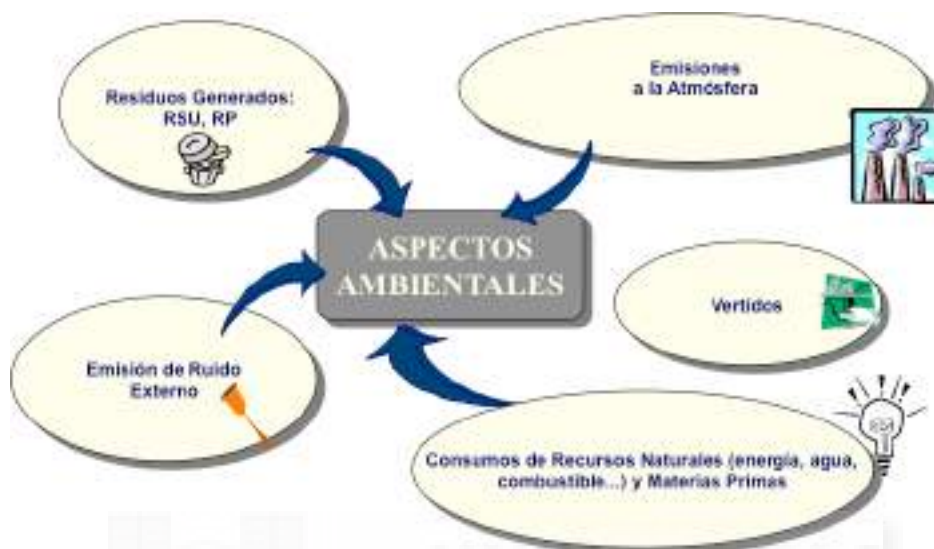 Residuos Generados:
RSU, RP
Emisiones
a la Atmósfera
ASPECTOS
AMBIENTALES
Vertidos
Emisión de Ruido
Externo
Consumos de Recursos Naturales (energía, agua,
combustible...) y Materias Primas